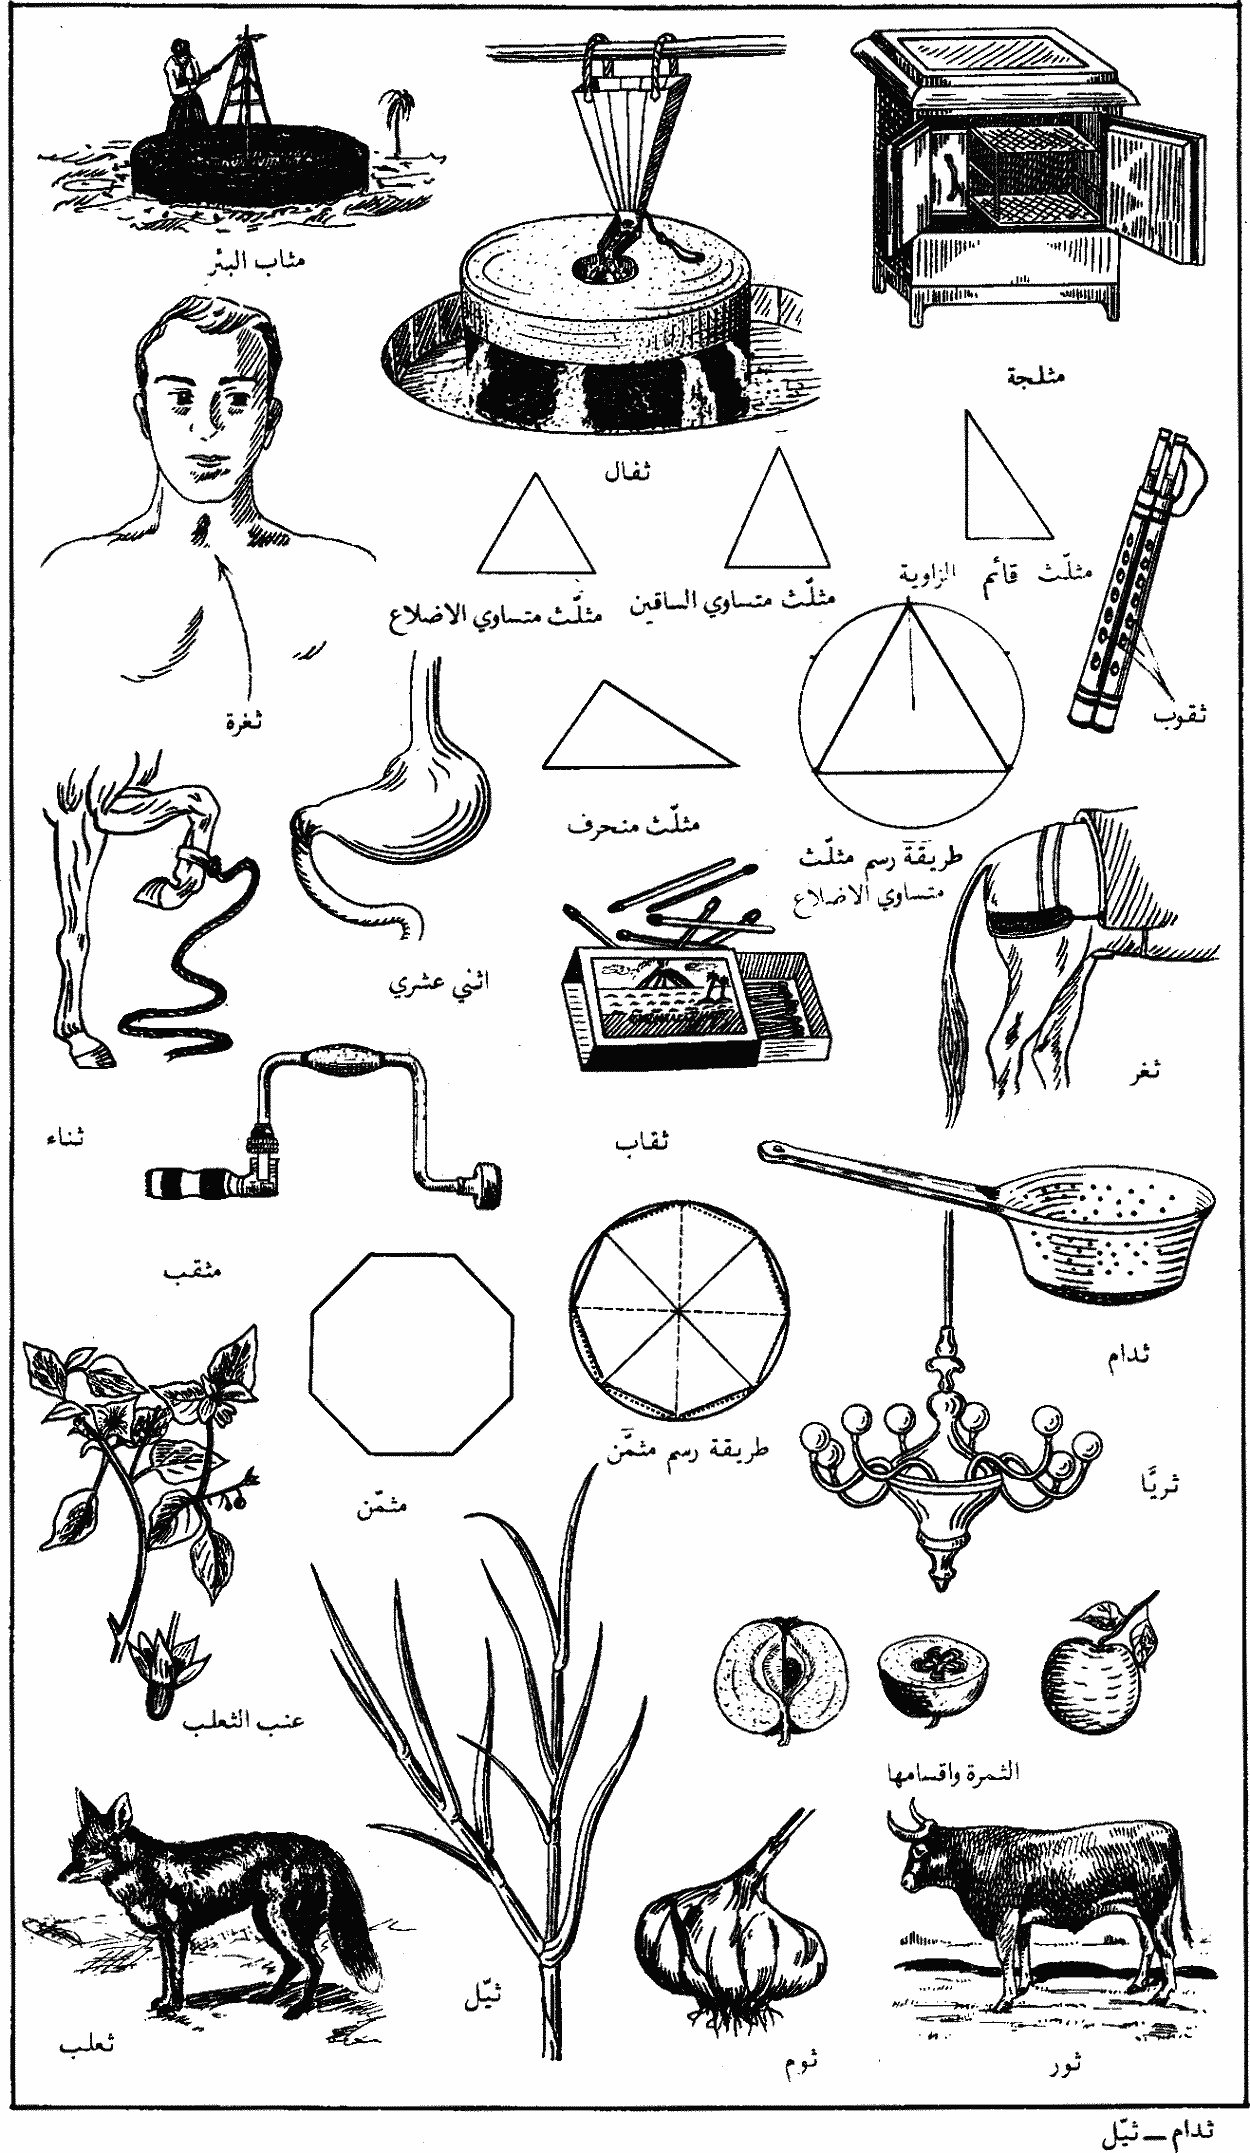 مثاب البئر
مثلجة
ثفال
مثلّث قائم الزاوية
مثلّث متساوي الساقين
مثلّث متساوي الاضلاع
ثقوب
ثغرة
مثلّث منحرف
طريقة رسم مثلّث
متساوي الاضلاع
اثني عشري
ثغر
ثناء
ثقاب
مثقب
ثدام
طريقة رسم مثمّن
ثريَّا
مثمّن
عنب الثعلب
الثمرة واقسامها
ثيّل
ثعلب
ثوم
ثور
ثدام — ثيّل